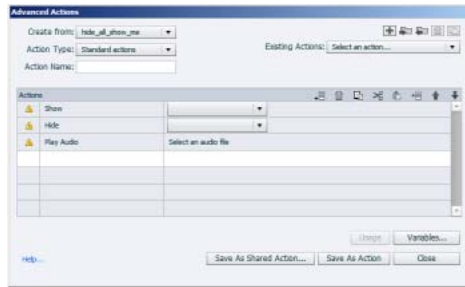 Advanced Actions
Create from: hide_all_show_me
Action Type: Standard actions
Existing Actions: Select an action...
Action Name:
Actions
Show
Hide
Play Audio Select an audio file
Variables...
Help... Save As Shared Action... Save As Action Close